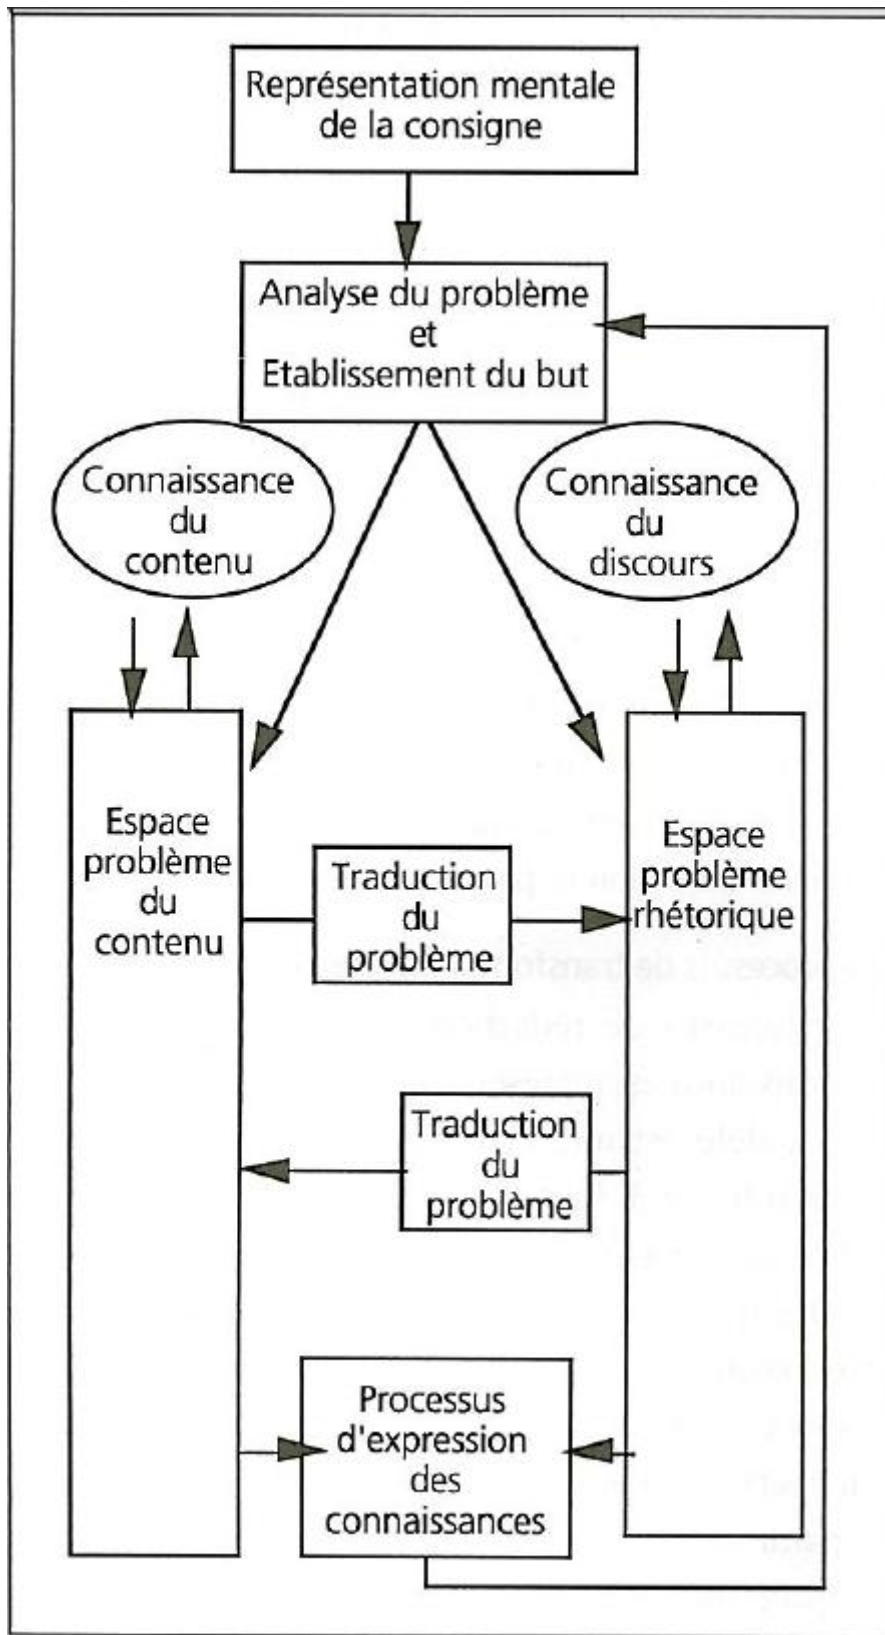 Représentation mentale
de la consigne
Analyse du problème
et
Etablissement du but
Connaissance
du
contenu
Connaissance
du
discours
Espace
problème
du
contenu
Traduction
du
problème
Espace
problème
rhétorique
Traduction
du
problème
Processus
d'expression
des
connaissances